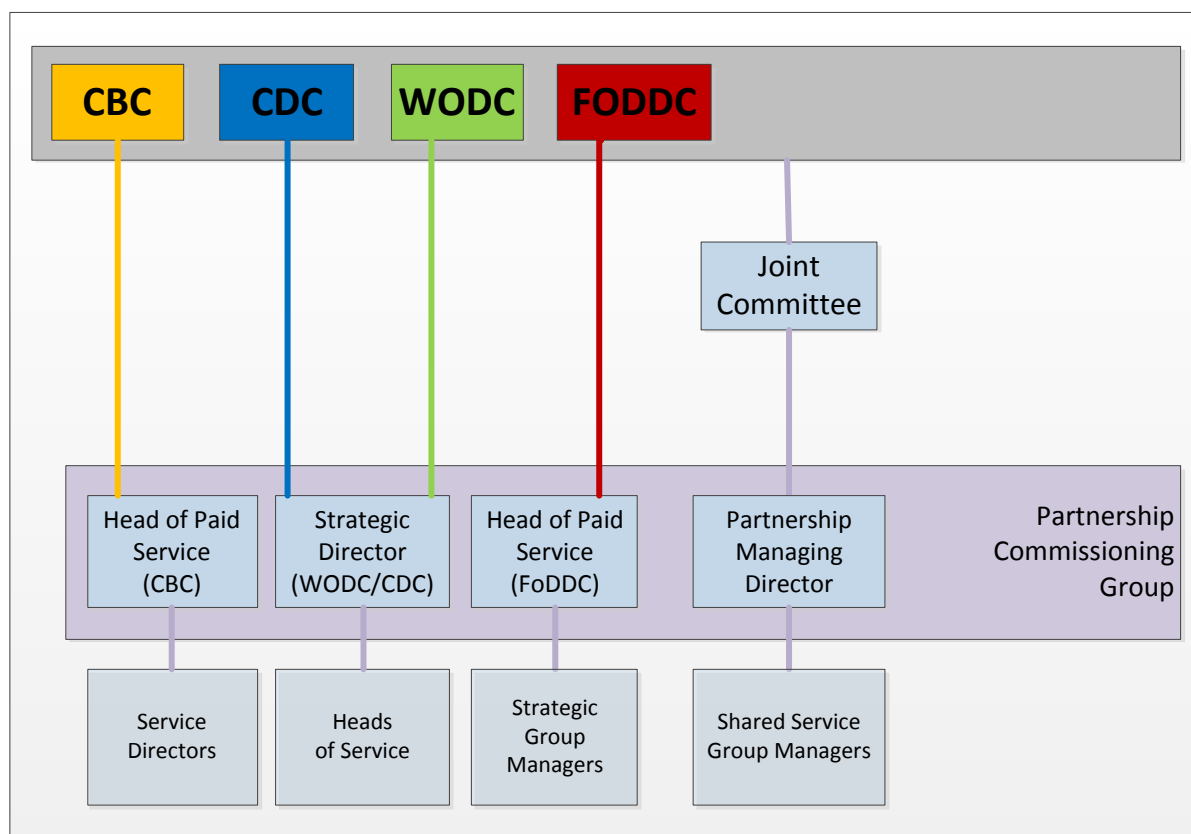 CBC
CDC
WODC
FODDC
Joint
Committee
Head of Paid
Service
(CBC)
Strategic
Director
(WODC/CDC)
Head of Paid
Service
(FoDDC)
Partnership
Managing
Director
Partnership
Commissioning
Group
Service
Directors
Heads
of Service
Strategic
Group
Managers
Shared Service
Group Managers